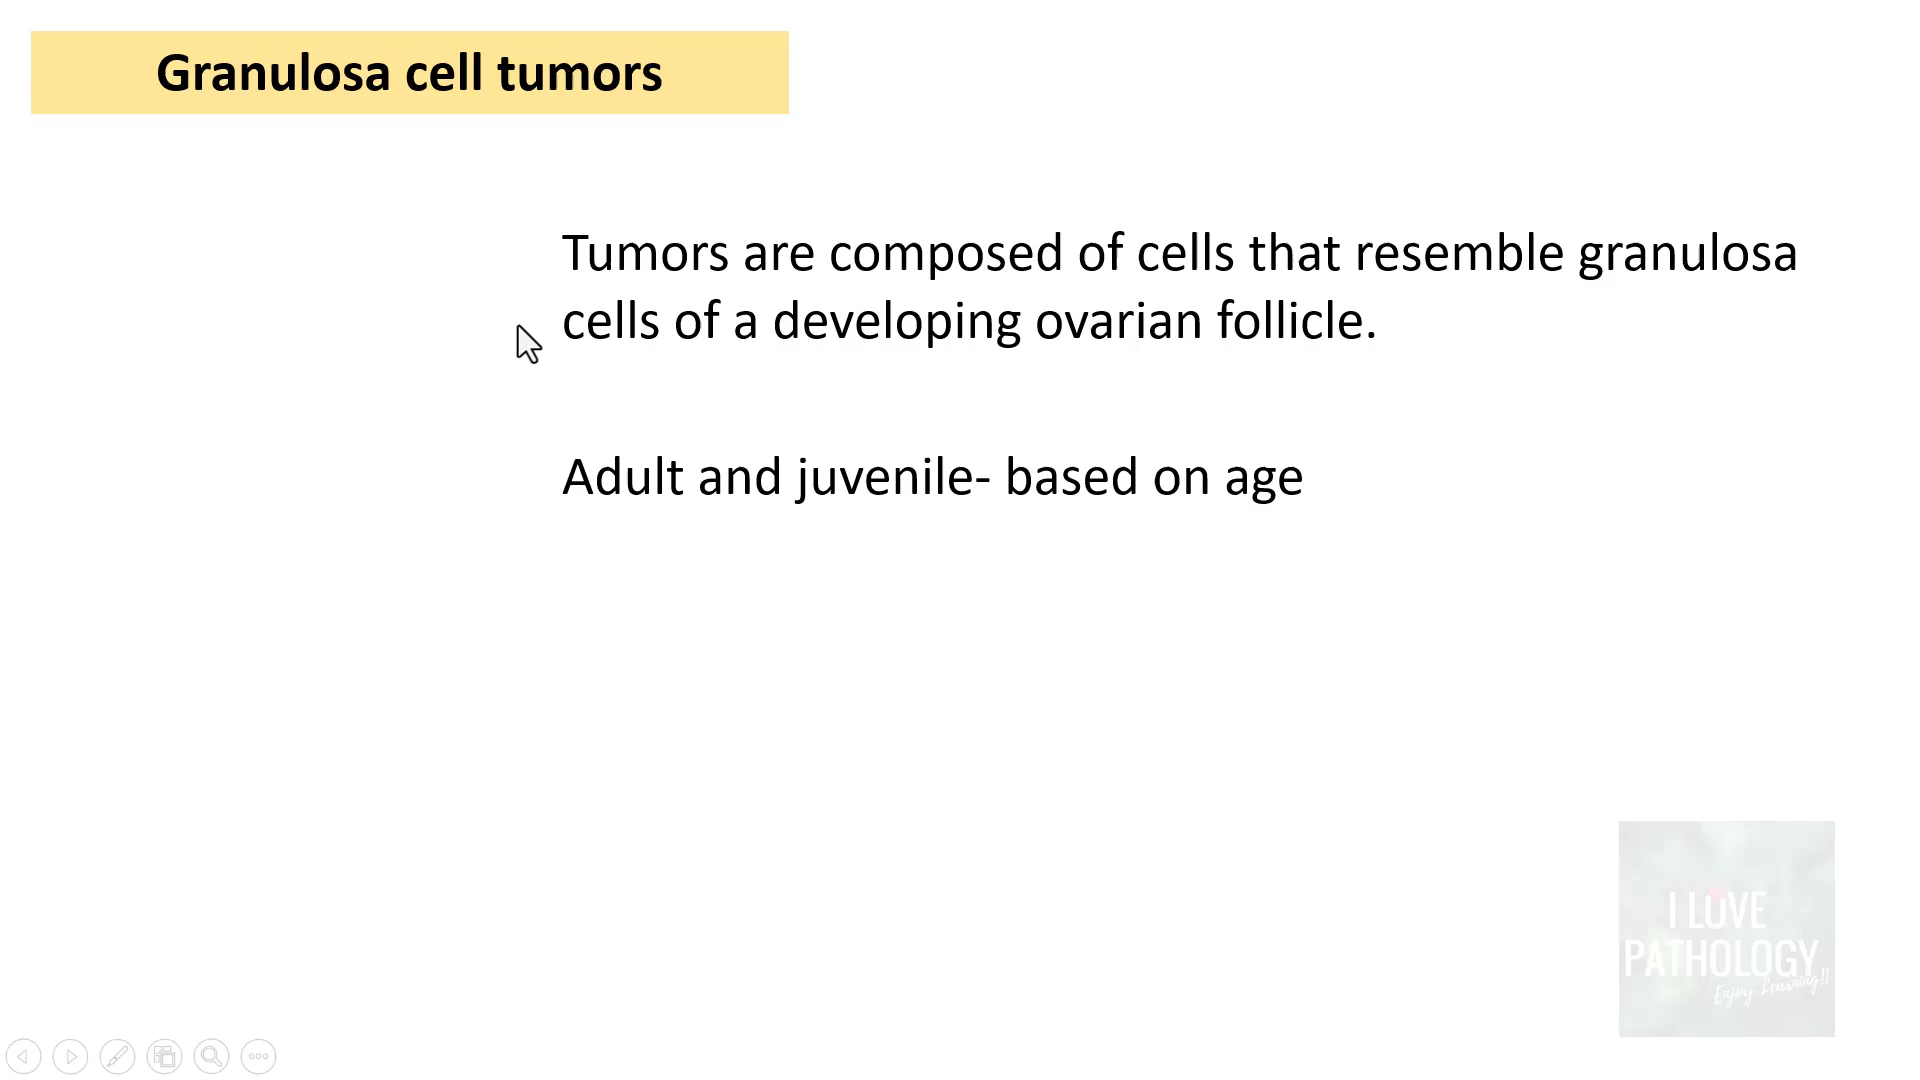 Granulosa cell tumors
Tumors are composed of cells that resemble granulosa
cells of a developing ovarian follicle.
Adult and juvenile- based on age
I LOVE
PATHOLOGY
Enjoy Learning!!